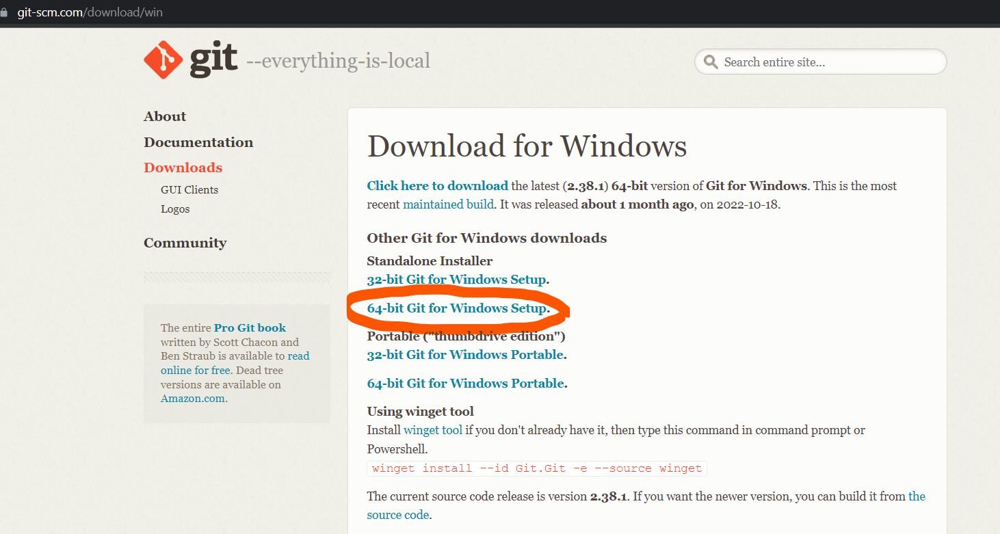 git-scm.com/download/win
git --everything-is-local
Search entire site...
About
Documentation
Downloads
GUI Clients
Logos
Community
The entire Pro Git book
written by Scott Chacon and
Ben Straub is available to read
online for free. Dead tree
versions are available on
Amazon.com.
Download for Windows
Click here to download the latest (2.38.1) 64-bit version of Git for Windows. This is the most
recent maintained build. It was released about 1 month ago, on 2022-10-18.
Other Git for Windows downloads
Standalone Installer
32-bit Git for Windows Setup.
64-bit Git for Windows Setup.
Portable ("thumbdrive edition")
32-bit Git for Windows Portable.
64-bit Git for Windows Portable.
Using winget tool
Install winget tool if you don't already have it, then type this command in command prompt or
Powershell.
winget install --id Git.Git -e --source winget
The current source code release is version 2.38.1. If you want the newer version, you can build it from the
source code.